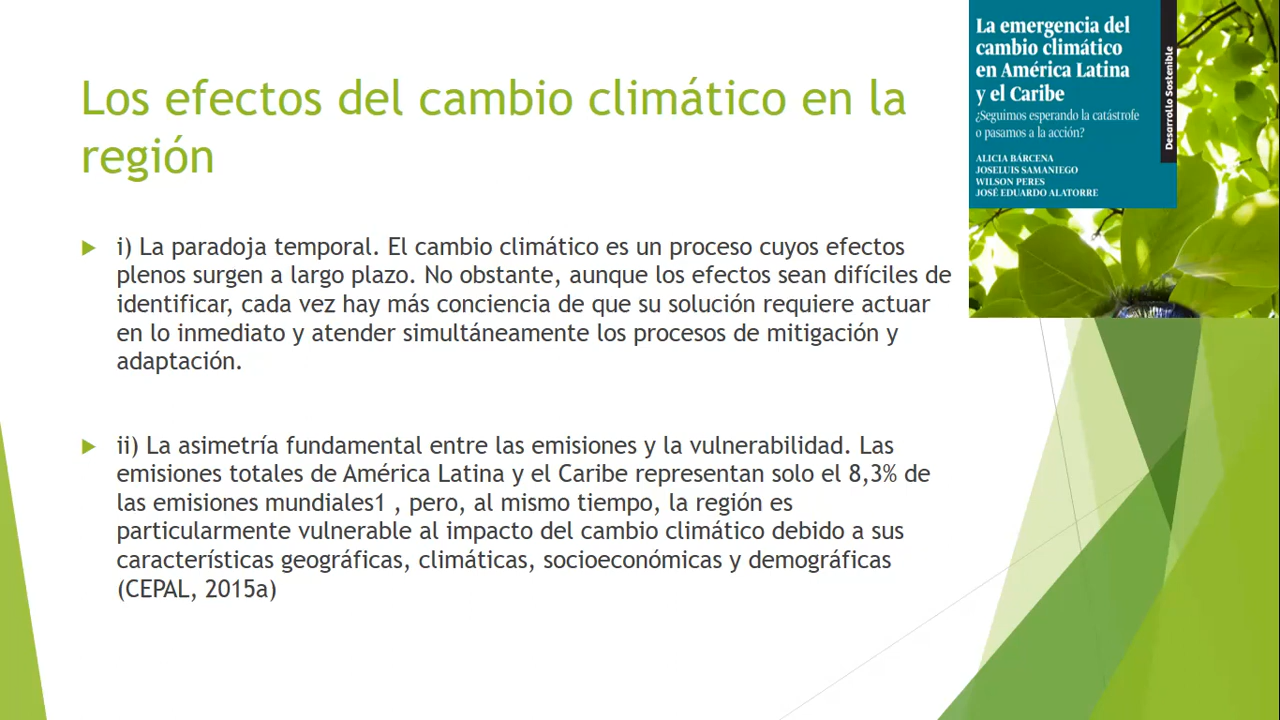 Los efectos del cambio climático en la
región
i) La paradoja temporal. El cambio climático es un proceso cuyos efectos
plenos surgen a largo plazo. No obstante, aunque los efectos sean difíciles de
identificar, cada vez hay más conciencia de que su solución requiere actuar
en lo inmediato y atender simultáneamente los procesos de mitigación y
adaptación.
ii) La asimetría fundamental entre las emisiones y la vulnerabilidad. Las
emisiones totales de América Latina y el Caribe representan solo el 8,3% de
las emisiones mundiales1 , pero, al mismo tiempo, la región es
particularmente vulnerable al impacto del cambio climático debido a sus
características geográficas, climáticas, socioeconómicas y demográficas
(CEPAL, 2015a)
La emergencia del
cambio climático
en América Latina
y el Caribe
¿Seguimos esperando la catástrofe
o pasamos a la acción?
ALICIA BÁRCENA
JOSELUIS SAMANIEGO
WILSON PERES
JOSÉ EDUARDO ALATORRE
Desarrollo Sostenible